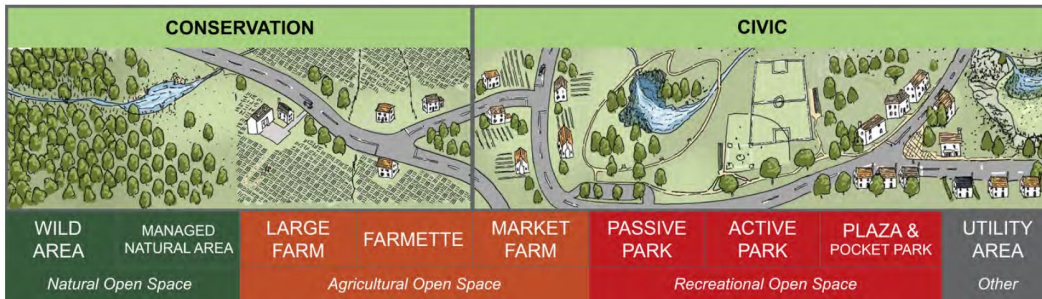 CONSERVATION
CIVIC
WILD
AREA
MANAGED
NATURAL AREA
LARGE
FARM
FARMETTE
MARKET
FARM
PASSIVE
PARK
ACTIVE
PARK
PLAZA &
POCKET PARK
UTILITY
AREA
Natural Open Space
Agricultural Open Space
Recreational Open Space
Other